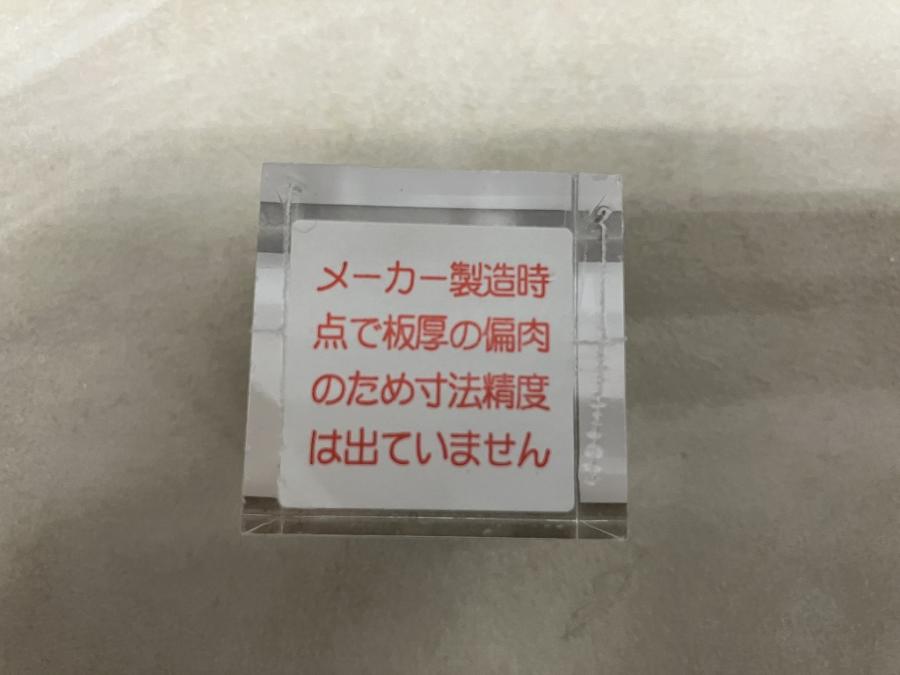 メーカー製造時
点で板厚の偏肉
のため寸法精度
は出ていません